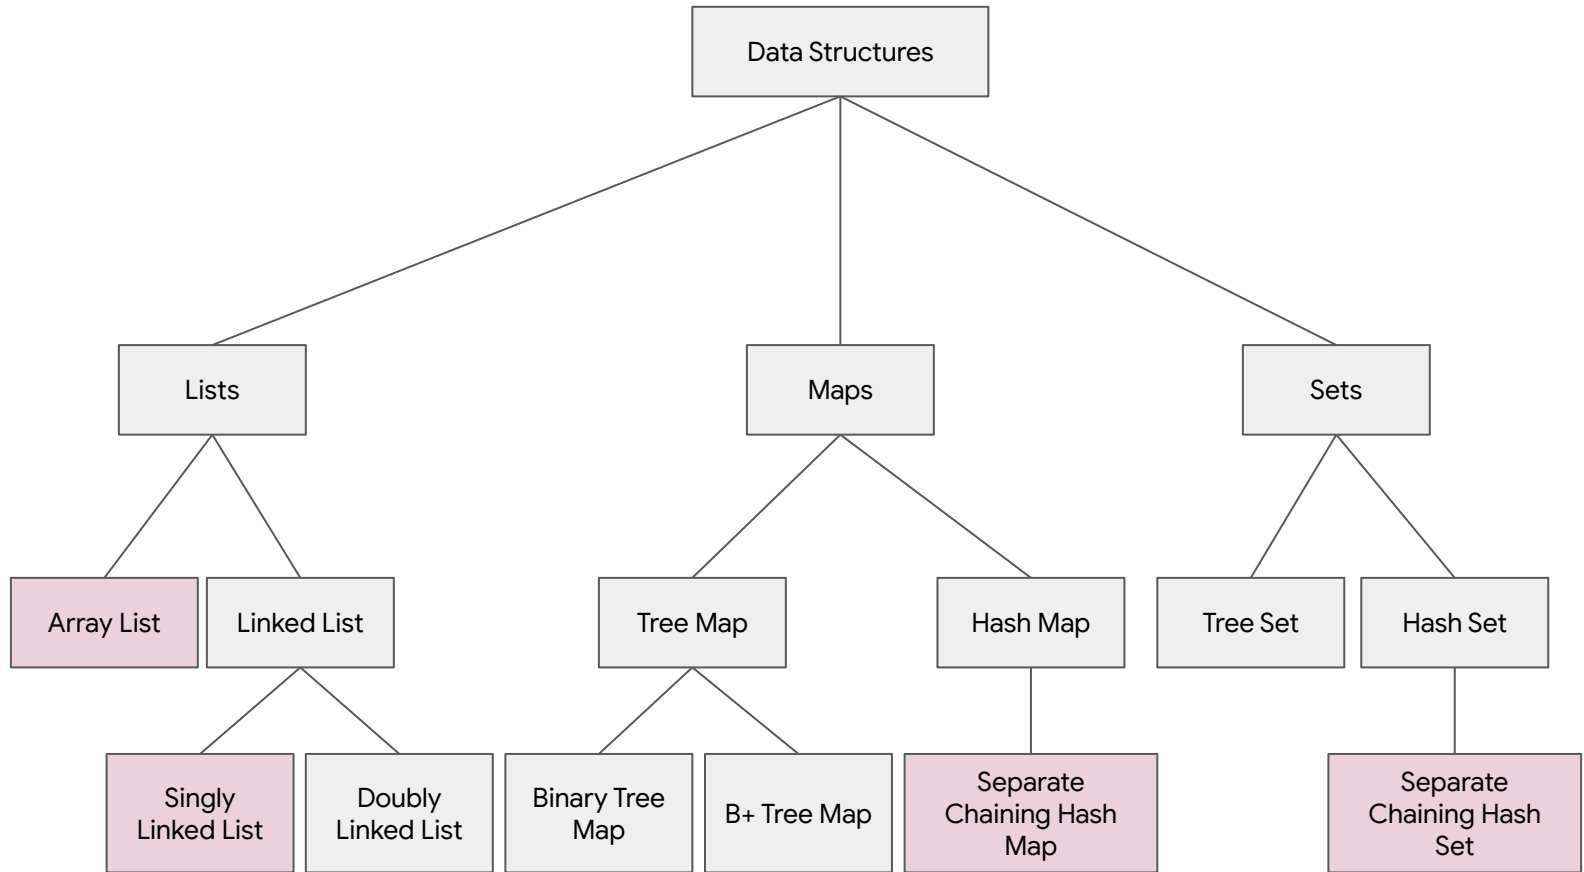 Data Structures
Lists
Maps
Sets
Array List
Linked List
Tree Map
Hash Map
Tree Set
Hash Set
Singly
Linked List
Doubly
Linked List
Binary Tree
Map
B+ Tree Map
Separate
Chaining Hash
Map
Separate
Chaining Hash
Set